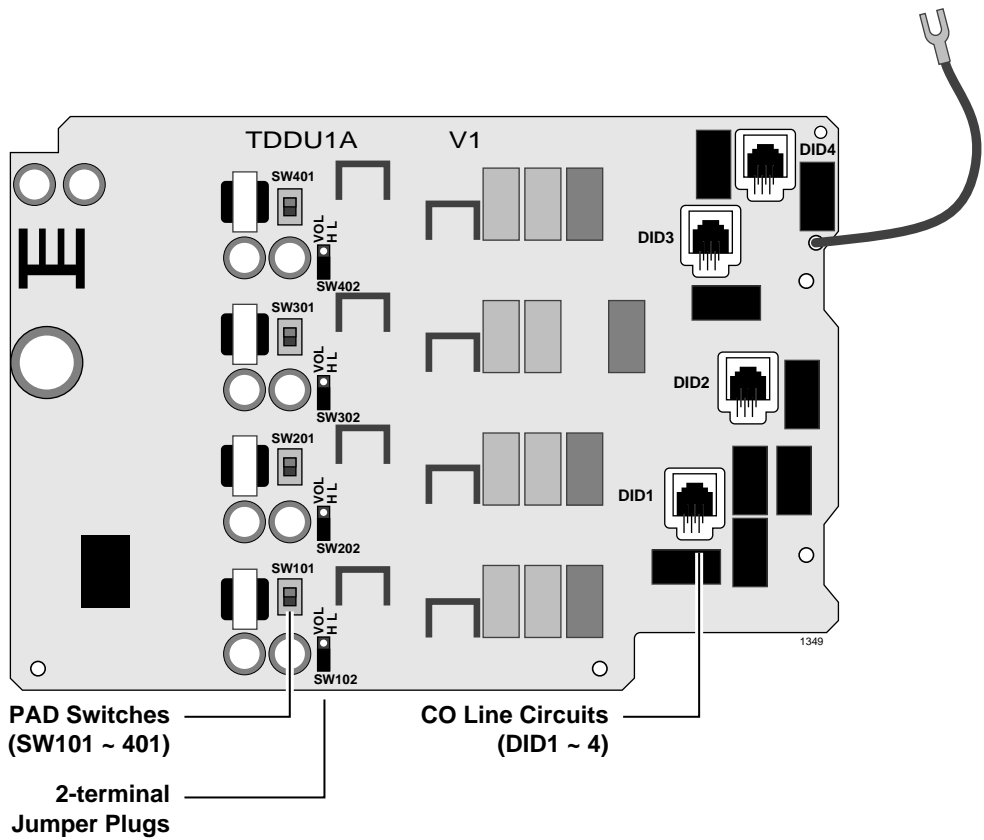 TDDU1A V1
DID4
SW401
VOL
H L
DID3
SW402
SW301
VOL
H L
DID2
SW302
SW201
VOL
H L
DID1
SW202
SW101
VOL
H L
1349
SW102
PAD Switches
(SW101 ~ 401)
CO Line Circuits
(DID1 ~ 4)
2-terminal
Jumper Plugs